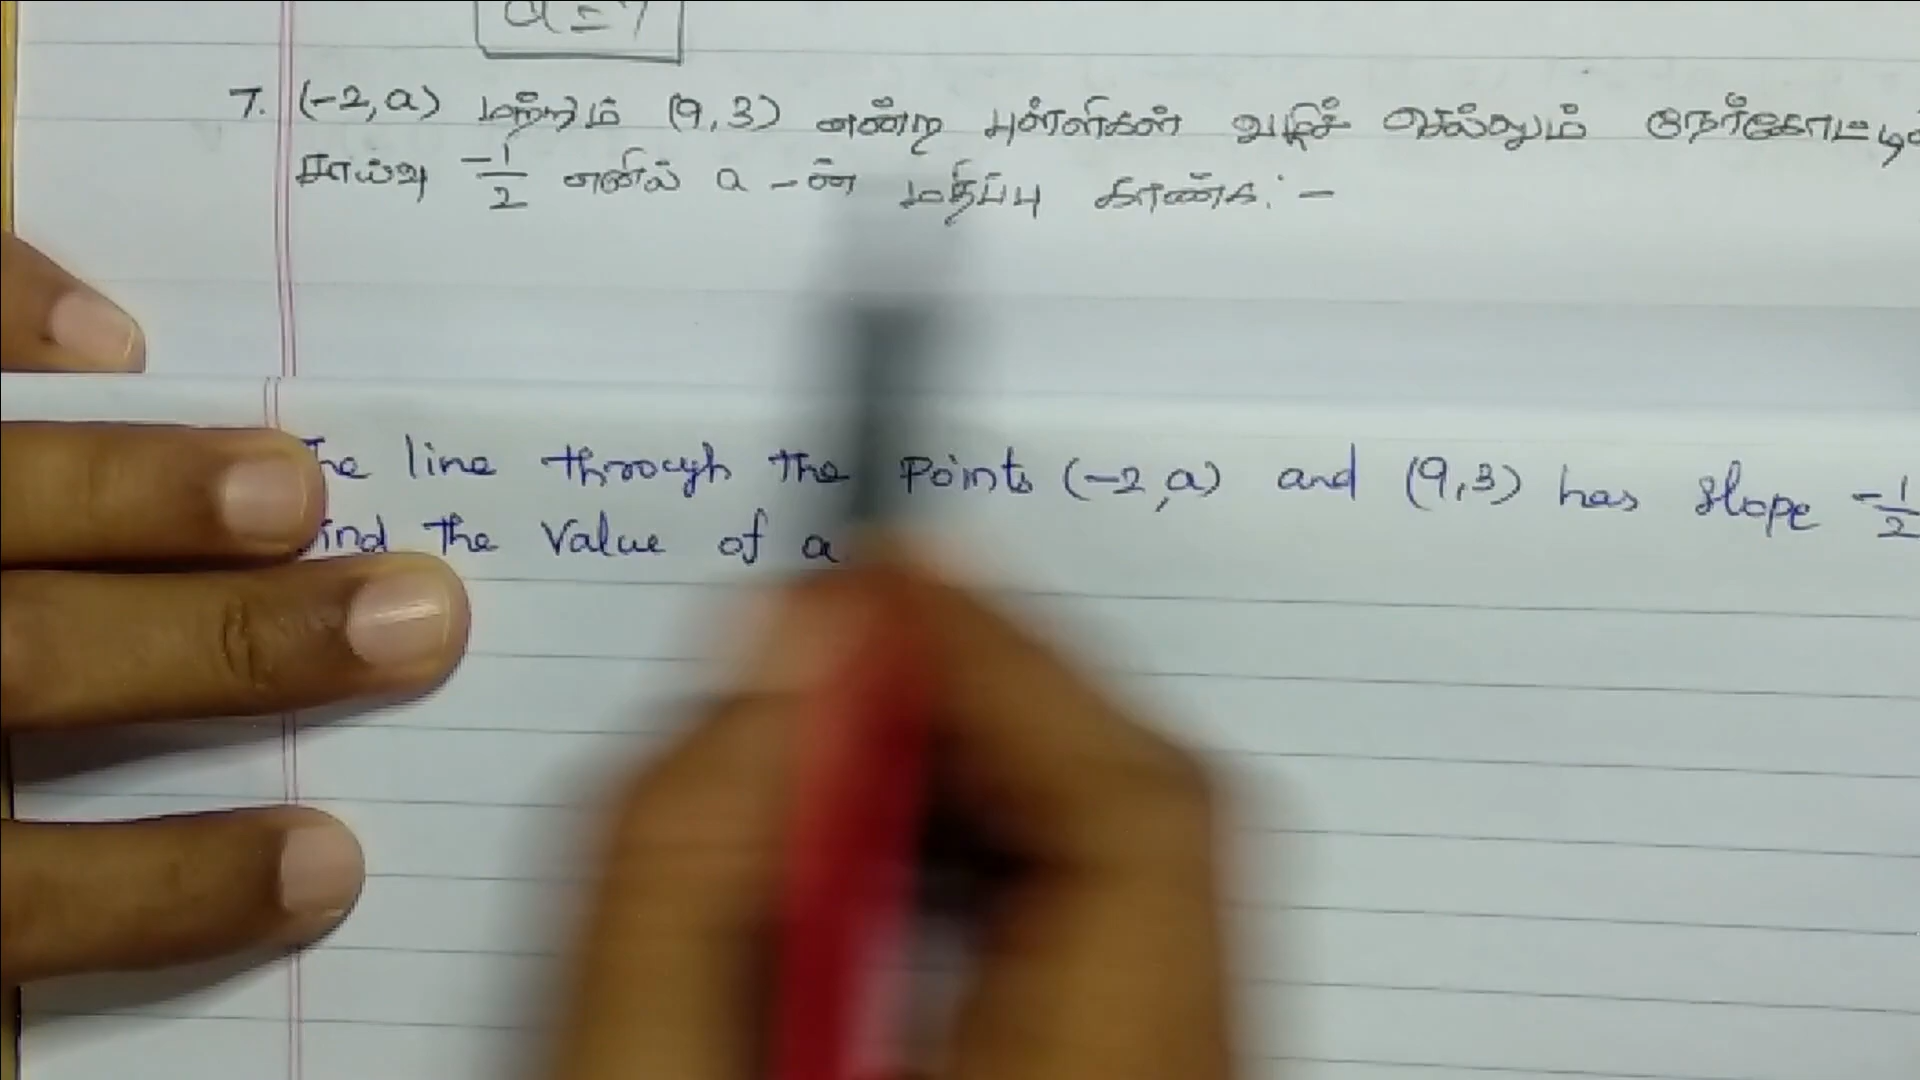 a = 7
7. (-2, a) மற்றும் (9, 3) என்ற புள்ளிகள் வழிச் செல்லும்
சாய்வு -1/2 எனில் a - ன் மதிப்பு காண்க: -
The line through the Points (-2, a) and (9, 3) has slope -1/2
find the Value of a.